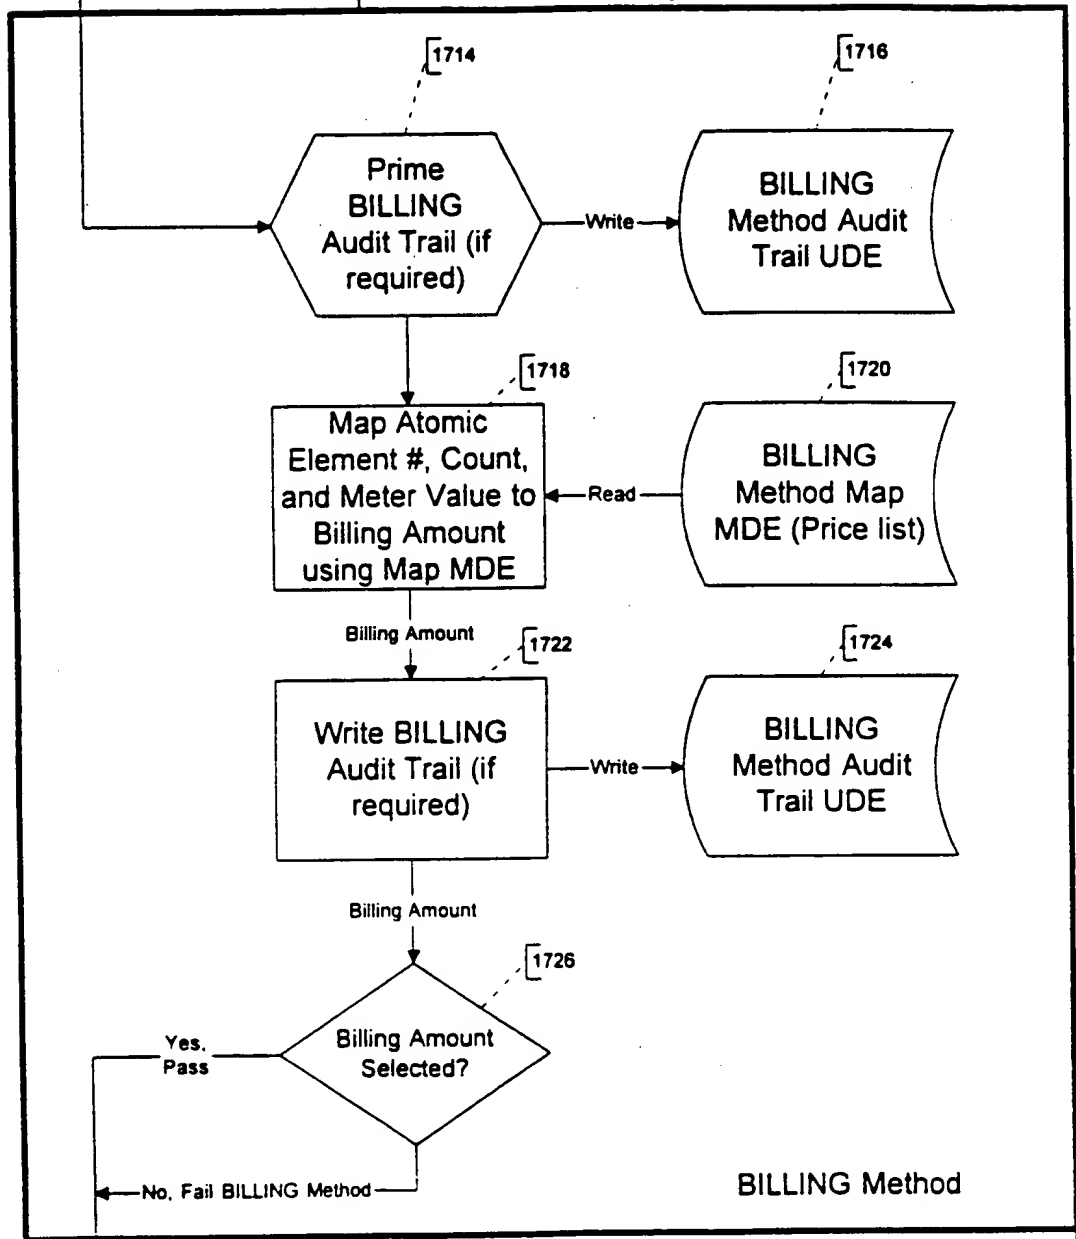 1714
1716
Prime
BILLING
Audit Trail (if
required)
Write
BILLING
Method Audit
Trail UDE
1718
1720
Map Atomic
Element #, Count,
and Meter Value to
Billing Amount
using Map MDE
Read
BILLING
Method Map
MDE (Price list)
Billing Amount
1722
1724
Write BILLING
Audit Trail (if
required)
Write
BILLING
Method Audit
Trail UDE
Billing Amount
1726
Billing Amount
Selected?
Yes,
Pass
No, Fail BILLING Method
BILLING Method